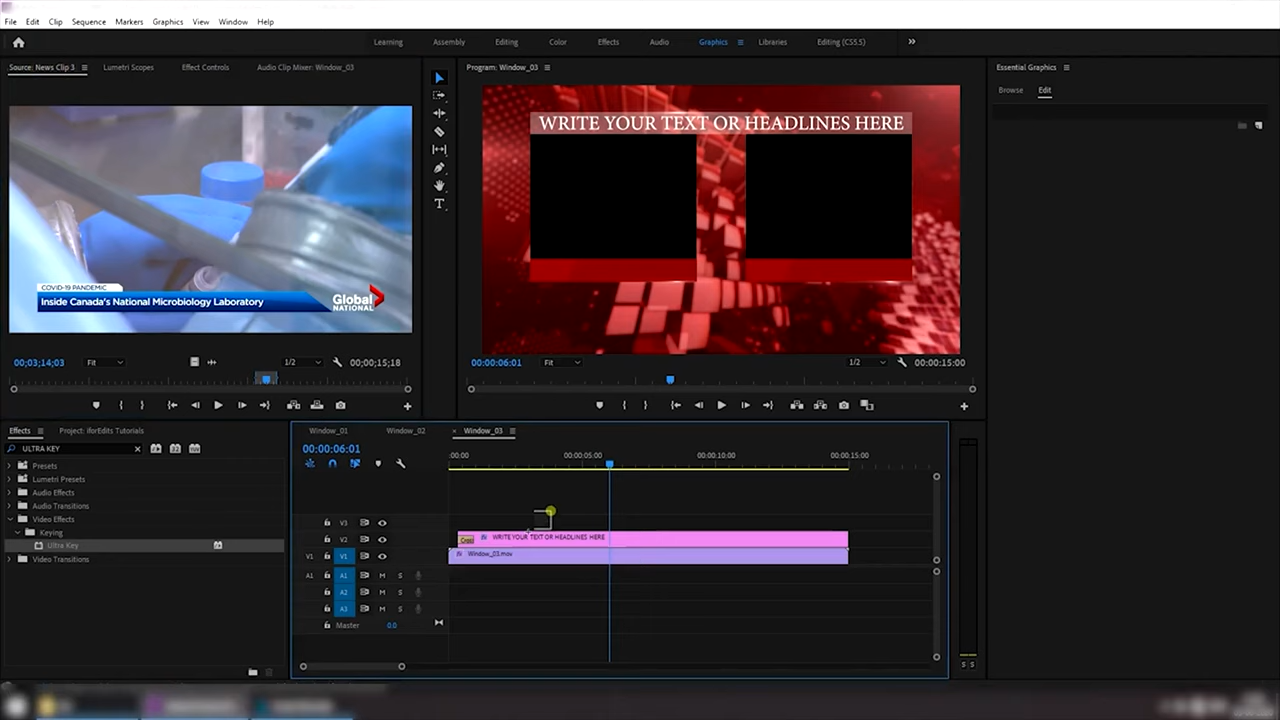 File Edit Clip Sequence Markers Graphics View Window Help
Learning Assembly Editing Color Effects Audio Graphics Libraries Editing (CS5.5)
Source: News Clip 3 Lumetri Scopes Effect Controls Audio Clip Mixer: Window_03
Program: Window_03
Essential Graphics
Browse Edit
WRITE YOUR TEXT OR HEADLINES HERE
COVID-19 PANDEMIC
Inside Canada's National Microbiology Laboratory
Global
NATIONAL
00;03;14;03 Fit 1/2 00;00;15;18
00:00:06:01 Fit 1/2 00:00:15:00
Effects Project: iforEdits Tutorials
ULTRA KEY
Presets
Lumetri Presets
Audio Effects
Audio Transitions
Video Effects
Keying
Ultra Key
Video Transitions
Window_01 Window_02 Window_03
00:00:06:01
:00:00 00:00:05:00 00:00:10:00 00:00:15:00
V3
V2 WRITE YOUR TEXT OR HEADLINES HERE
V1 V1 fx Window_03.mov
A1 A1 M S
A2 M S
A3 M S
Master 0.0
S S